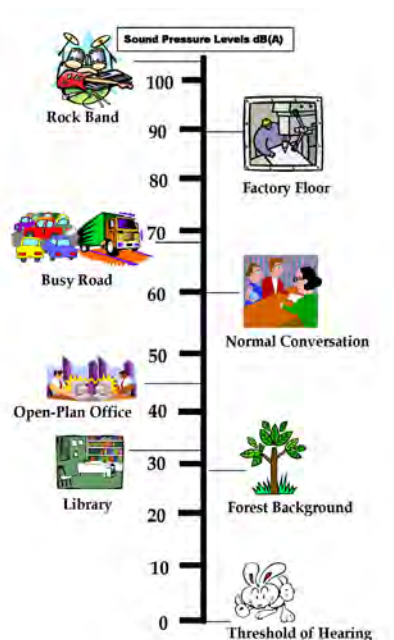 Sound Pressure Levels dB(A)
100
Rock Band
90
Factory Floor
80
70
Busy Road
60
Normal Conversation
50
Open-Plan Office
40
30
Library
Forest Background
20
10
0
Threshold of Hearing